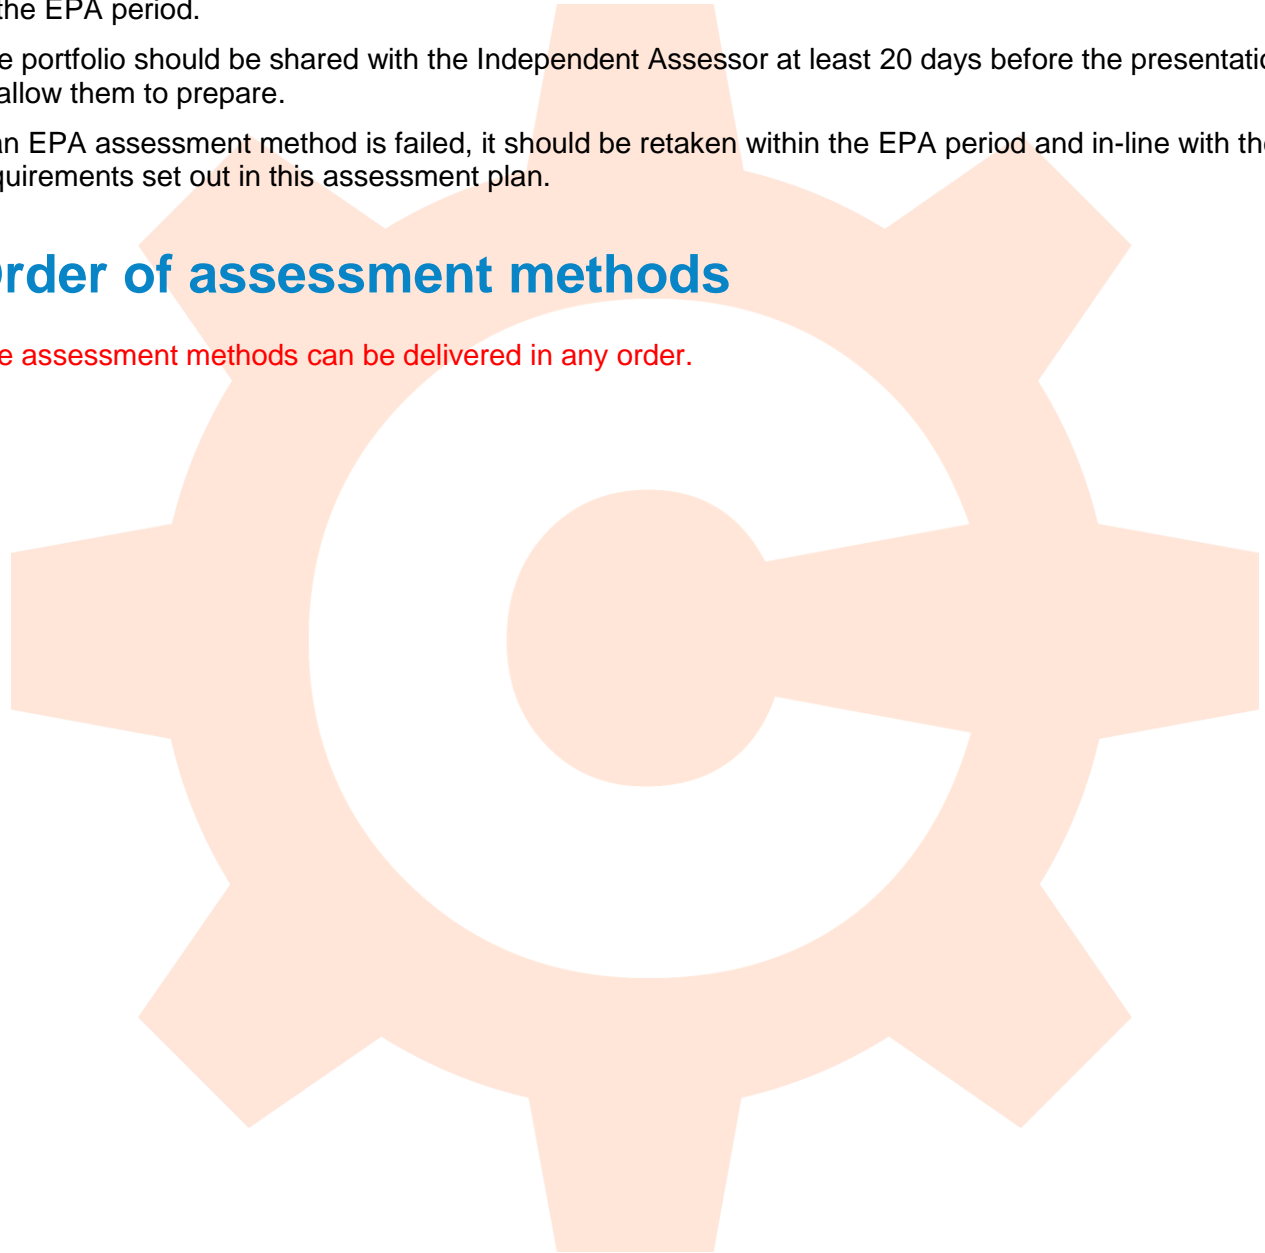 the EPA period.
e portfolio should be shared with the Independent Assessor at least 20 days before the presentatio
allow them to prepare.
an EPA assessment method is failed, it should be retaken within the EPA period and in-line with the
quirements set out in this assessment plan.
Order of assessment methods
e assessment methods can be delivered in any order.